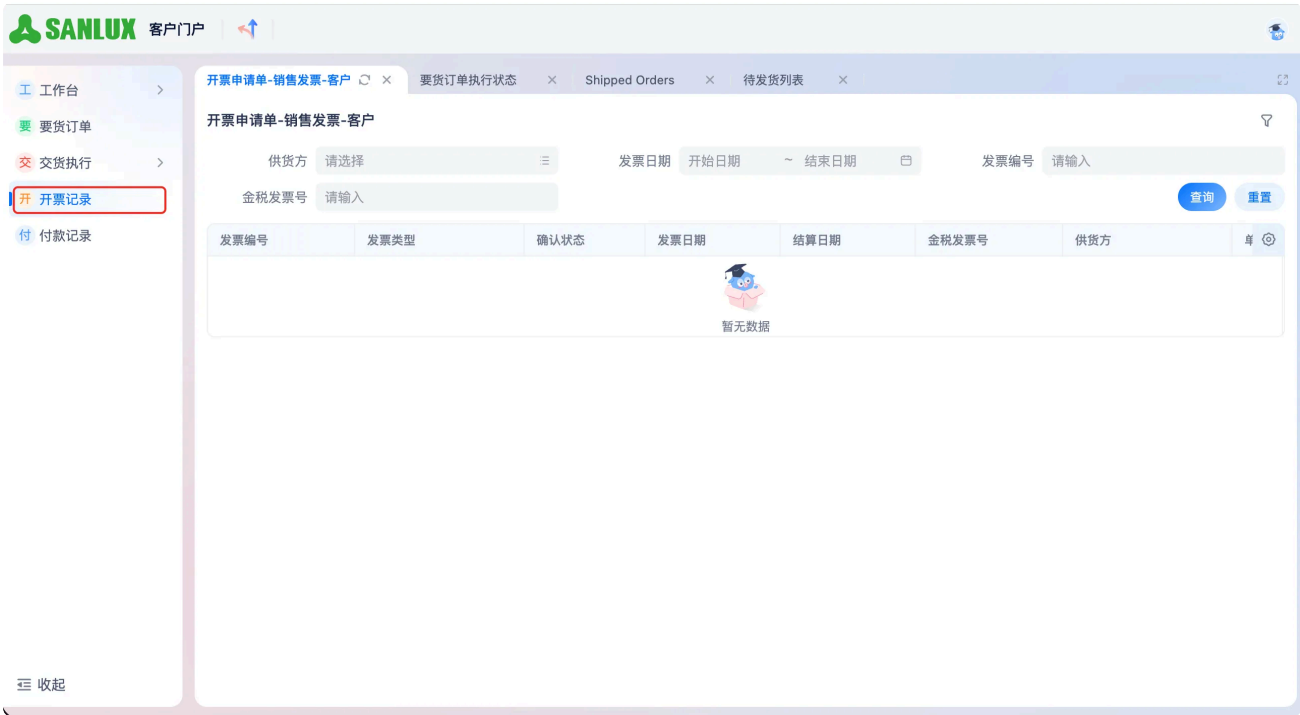 SANLUX 客户门户
工 工作台
要 要货订单
交 交货执行
开 开票记录
付 付款记录
收起
开票申请单-销售发票-客户 要货订单执行状态 Shipped Orders 待发货列表
开票申请单-销售发票-客户
供货方 请选择 发票日期 开始日期 ~ 结束日期 发票编号 请输入
金税发票号 请输入 查询 重置
发票编号 发票类型 确认状态 发票日期 结算日期 金税发票号 供货方 单
暂无数据